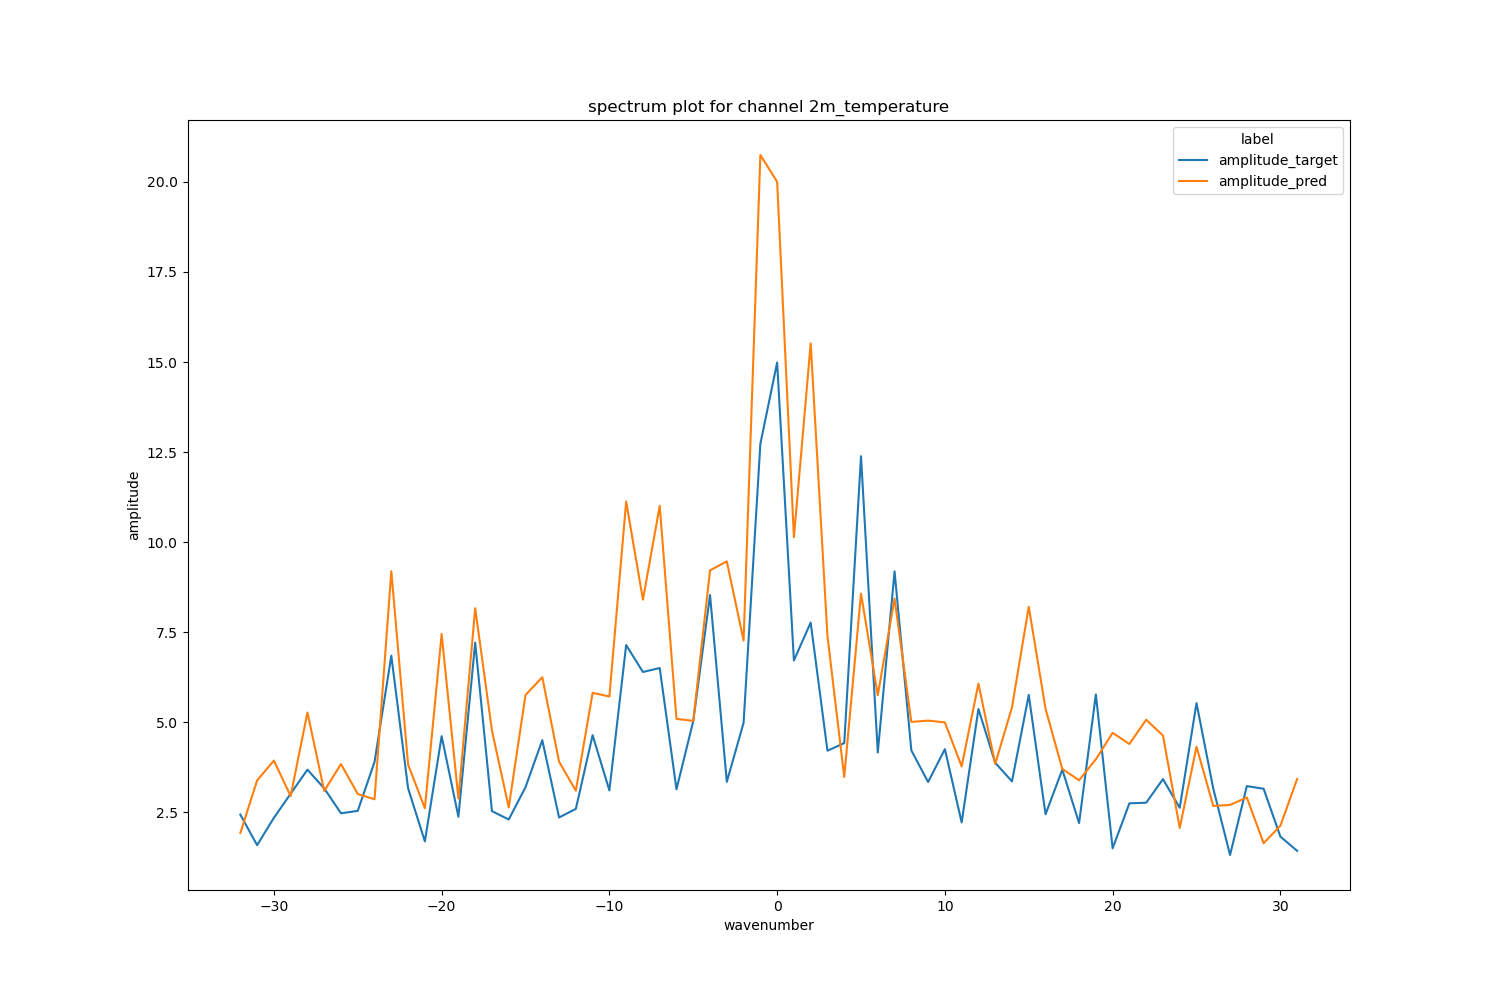 spectrum plot for channel 2m_temperature
label
amplitude_target
amplitude_pred
amplitude
20.0
17.5
15.0
12.5
10.0
7.5
5.0
2.5
−30
−20
−10
0
10
20
30
wavenumber